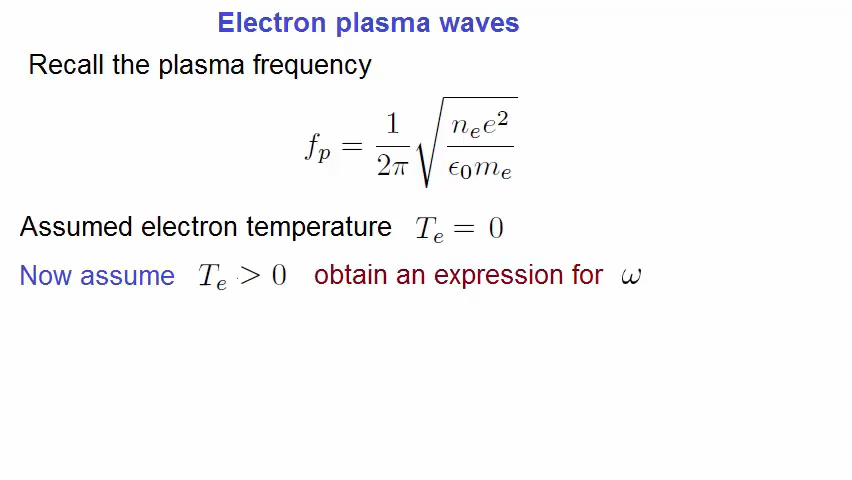 Electron plasma waves
Recall the plasma frequency
f_p = \frac{1}{2\pi} \sqrt{\frac{n_e e^2}{\epsilon_0 m_e}}
Assumed electron temperature T_e = 0
Now assume T_e > 0 obtain an expression for ω